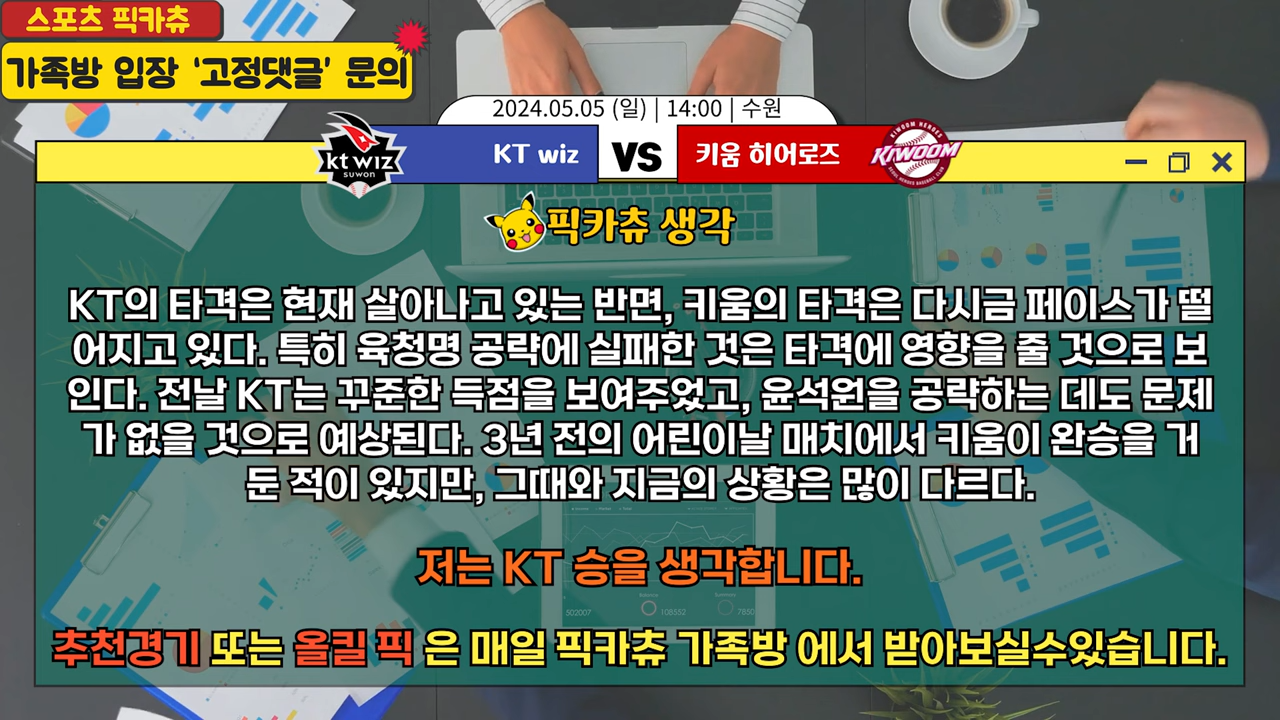 스포츠 픽카츄
가족방 입장 '고정댓글' 문의
2024.05.05 (일) | 14:00 | 수원
kt wiz
suwon
KT wiz
VS
키움 히어로즈
KIWOOM HEROES
KIWOOM
픽카츄 생각
KT의 타격은 현재 살아나고 있는 반면, 키움의 타격은 다시금 페이스가 떨
어지고 있다. 특히 육청명 공략에 실패한 것은 타격에 영향을 줄 것으로 보
인다. 전날 KT는 꾸준한 득점을 보여주었고, 윤석원을 공략하는 데도 문제
가 없을 것으로 예상된다. 3년 전의 어린이날 매치에서 키움이 완승을 거
둔 적이 있지만, 그때와 지금의 상황은 많이 다르다.
저는 KT 승을 생각합니다.
502007
108552
7850
추천경기 또는 올킬 픽 은 매일 픽카츄 가족방 에서 받아보실수있습니다.